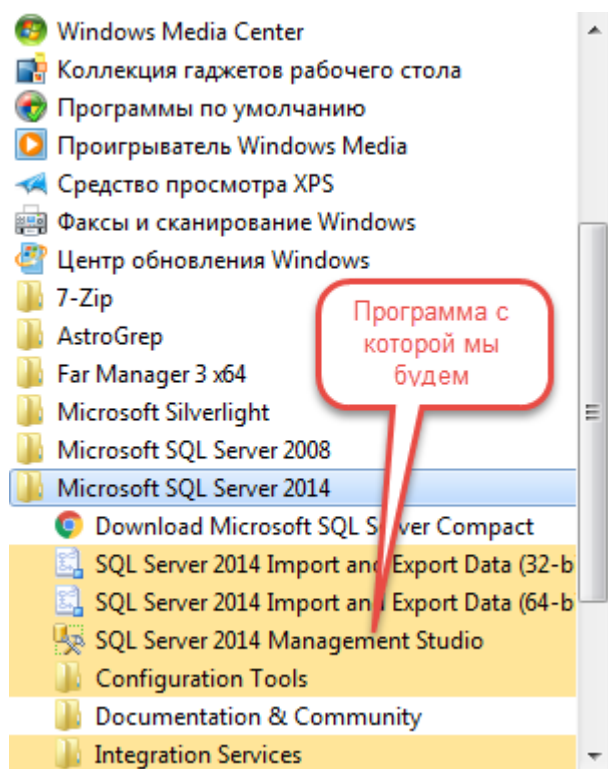 Windows Media Center
Коллекция гаджетов рабочего стола
Программы по умолчанию
Проигрыватель Windows Media
Средство просмотра XPS
Факсы и сканирование Windows
Центр обновления Windows
7-Zip
AstroGrep
Far Manager 3 x64
Microsoft Silverlight
Microsoft SQL Server 2008
Microsoft SQL Server 2014
Download Microsoft SQL Server Compact
SQL Server 2014 Import and Export Data (32-b
SQL Server 2014 Import and Export Data (64-b
SQL Server 2014 Management Studio
Configuration Tools
Documentation & Community
Integration Services
Программа с
которой мы
будем